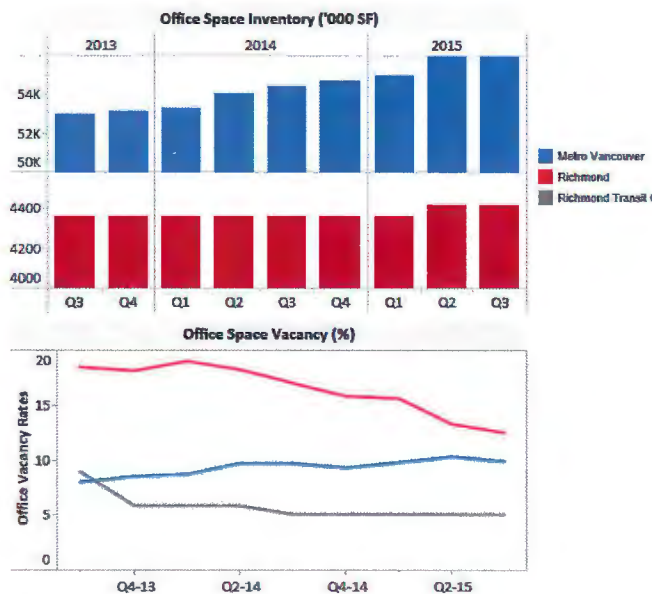 Office Space Inventory ('000 SF)
2013 2014 2015
54K
52K
50K
Metro Vancouver
Richmond
Richmond Transit
4400
4200
4000
Q3 Q4 Q1 Q2 Q3 Q4 Q1 Q2 Q3
Office Space Vacancy (%)
Office Vacancy Rates
20
15
10
5
0
Q4-13 Q2-14 Q4-14 Q2-15